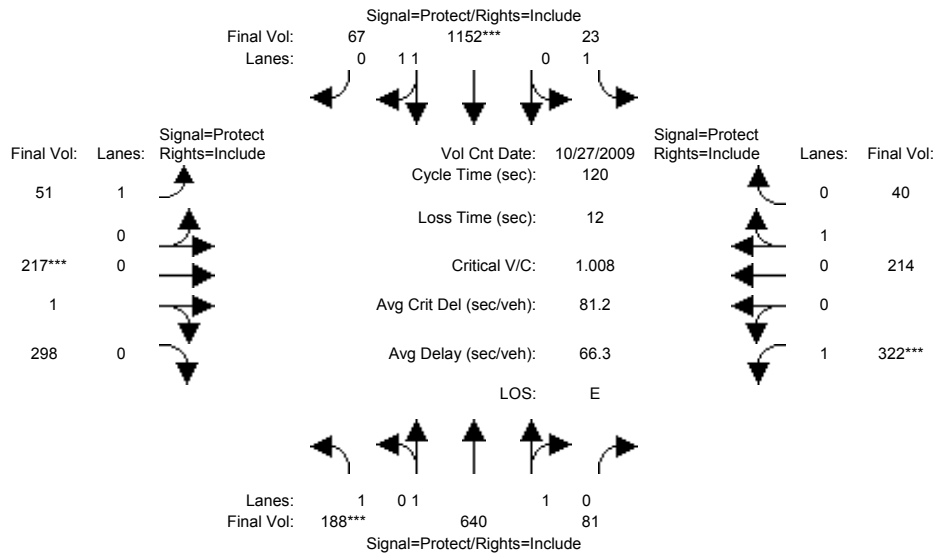 Signal=Protect/Rights=Include
Final Vol: 67 1152*** 23
Lanes: 0 1 1 0 1
Signal=Protect
Final Vol: Lanes: Rights=Include
Vol Cnt Date: 10/27/2009
Signal=Protect
Rights=Include Lanes: Final Vol:
Cycle Time (sec): 120
51 1
0 40
Loss Time (sec): 12
0
1
217*** 0
Critical V/C: 1.008
0 214
1
Avg Crit Del (sec/veh): 81.2
0
298 0
Avg Delay (sec/veh): 66.3
1 322***
LOS: E
Lanes: 1 0 1 1 0
Final Vol: 188*** 640 81
Signal=Protect/Rights=Include